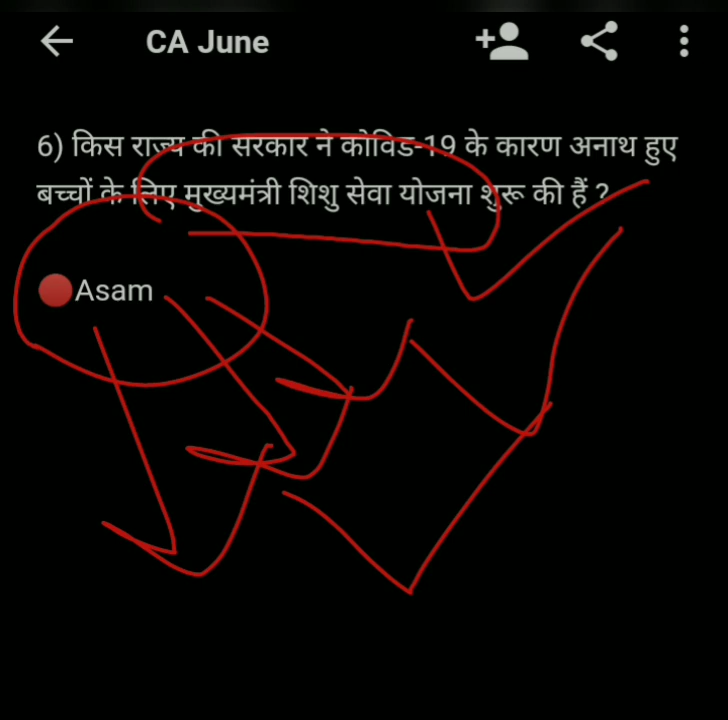 CA June
6) किस राज्य की सरकार ने कोविड-19 के कारण अनाथ हुए
बच्चों के लिए मुख्यमंत्री शिशु सेवा योजना शुरू की हैं ?
Asam